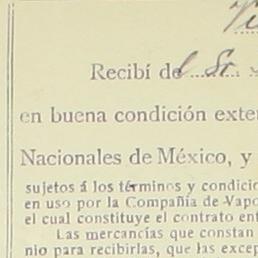 Recibí de l Sr.
en buena condición exter
Nacionales de México, y
sujetos á los términos y condicio
en uso por la Compañía de Vapo
el cual constituye el contrato ent
Las mercancías que constan
nio para recibirlas, que las excep